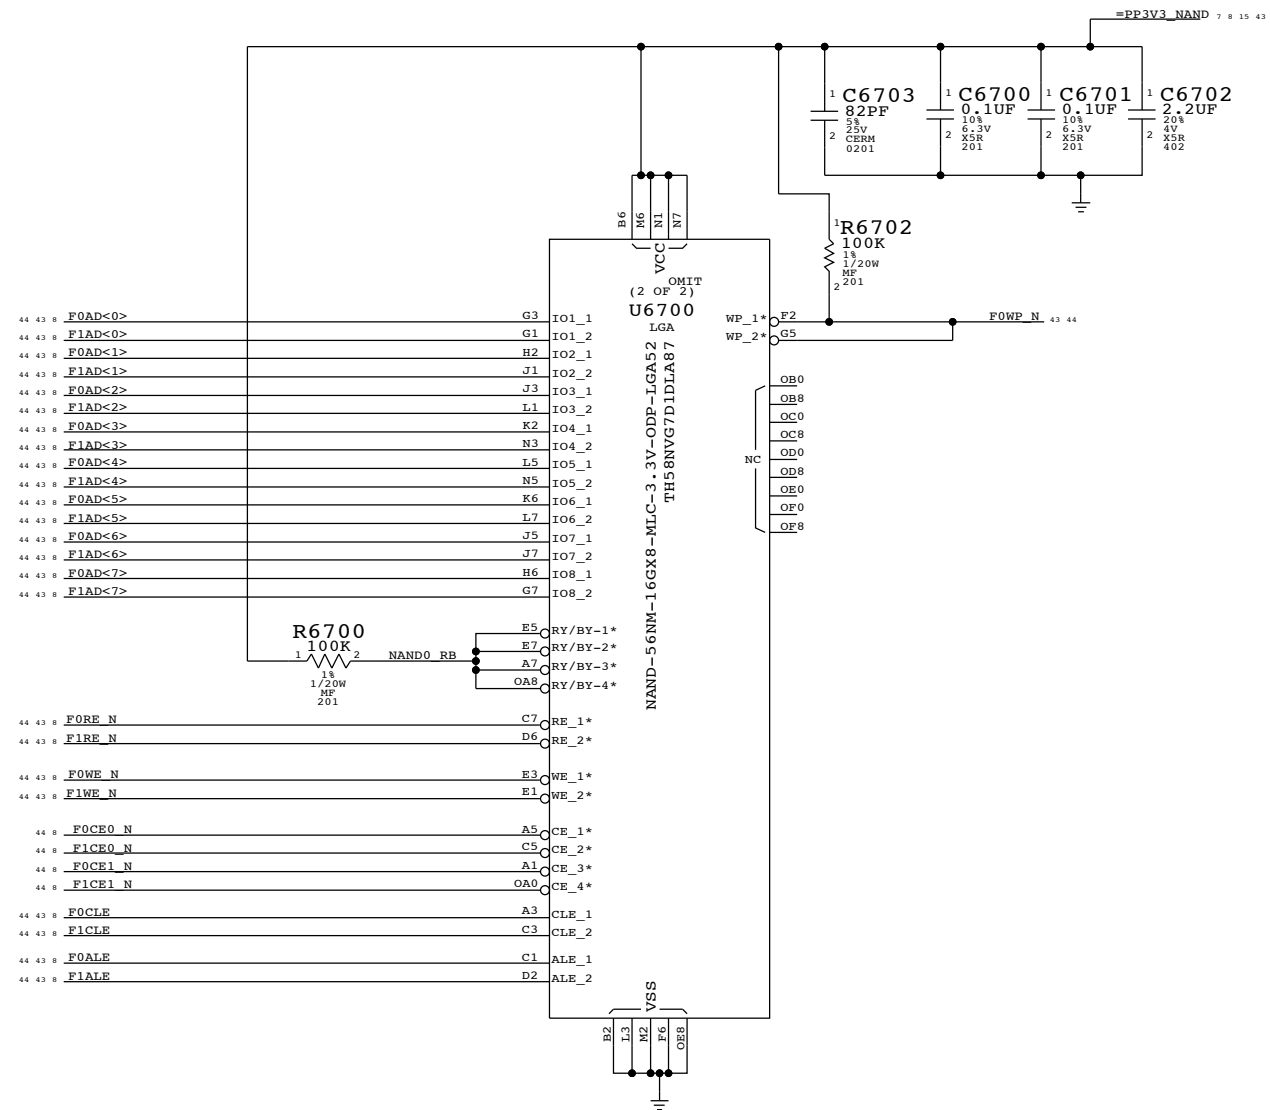 =PP3V3_NAND 7 8 15 43
C6703 C6700 C6701 C6702
82PF 0.1UF 0.1UF 2.2UF
5% 10% 10% 20%
25V 6.3V 6.3V 4V
CERM X5R X5R X5R
0201 201 201 402
1 1 1 1
2 2 2 2
B6 M6 N1 N7
VCC
OMIT
(2 OF 2)
U6700
LGA
NAND-56NM-16GX8-MLC-3.3V-ODP-LGA52
TH58NVG7D1DLA87
1 R6702
100K
1%
1/20W
MF
2 201
44 43 8 F0AD<0> G3 IO1_1
44 43 8 F1AD<0> G1 IO1_2
44 43 8 F0AD<1> H2 IO2_1
44 43 8 F1AD<1> J1 IO2_2
44 43 8 F0AD<2> J3 IO3_1
44 43 8 F1AD<2> L1 IO3_2
44 43 8 F0AD<3> K2 IO4_1
44 43 8 F1AD<3> N3 IO4_2
44 43 8 F0AD<4> L5 IO5_1
44 43 8 F1AD<4> N5 IO5_2
44 43 8 F0AD<5> K6 IO6_1
44 43 8 F1AD<5> L7 IO6_2
44 43 8 F0AD<6> J5 IO7_1
44 43 8 F1AD<6> J7 IO7_2
44 43 8 F0AD<7> H6 IO8_1
44 43 8 F1AD<7> G7 IO8_2
WP_1* F2 F0WP_N 43 44
WP_2* G5
NC
OB0
OB8
OC0
OC8
OD0
OD8
OE0
OF0
OF8
R6700
100K
1 2 NAND0_RB
1%
1/20W
MF
201
E5 RY/BY-1*
E7 RY/BY-2*
A7 RY/BY-3*
OA8 RY/BY-4*
44 43 8 F0RE_N C7 RE_1*
44 43 8 F1RE_N D6 RE_2*
44 43 8 F0WE_N E3 WE_1*
44 43 8 F1WE_N E1 WE_2*
44 8 F0CE0_N A5 CE_1*
44 8 F1CE0_N C5 CE_2*
44 8 F0CE1_N A1 CE_3*
44 8 F1CE1_N OA0 CE_4*
44 43 8 F0CLE A3 CLE_1
44 43 8 F1CLE C3 CLE_2
44 43 8 F0ALE C1 ALE_1
44 43 8 F1ALE D2 ALE_2
VSS
B2 L3 M2 F6 OE8